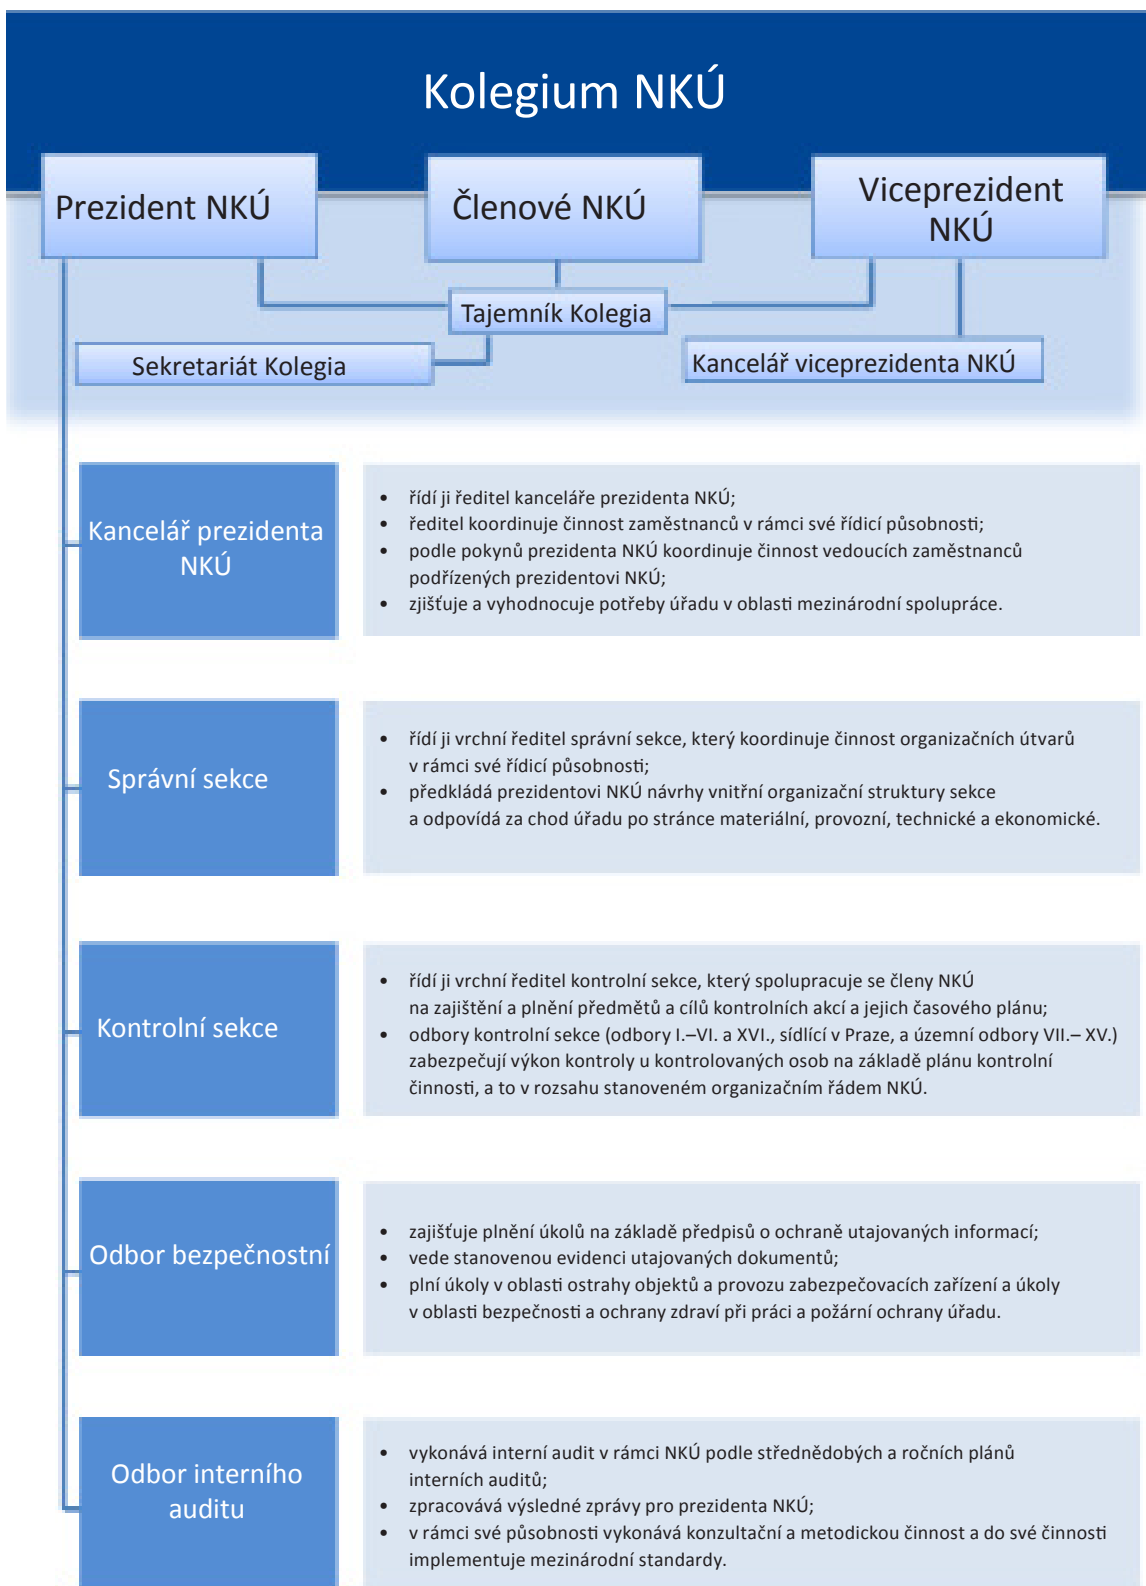 Kolegium NKÚ
Prezident NKÚ
Členové NKÚ
Viceprezident
NKÚ
Tajemník Kolegia
Sekretariát Kolegia
Kancelář viceprezidenta NKÚ
Kancelář prezidenta
NKÚ
• řídí ji ředitel kanceláře prezidenta NKÚ;
• ředitel koordinuje činnost zaměstnanců v rámci své řídicí působnosti;
• podle pokynů prezidenta NKÚ koordinuje činnost vedoucích zaměstnanců
podřízených prezidentovi NKÚ;
• zjišťuje a vyhodnocuje potřeby úřadu v oblasti mezinárodní spolupráce.
Správní sekce
• řídí ji vrchní ředitel správní sekce, který koordinuje činnost organizačních útvarů
v rámci své řídicí působnosti;
• předkládá prezidentovi NKÚ návrhy vnitřní organizační struktury sekce
a odpovídá za chod úřadu po stránce materiální, provozní, technické a ekonomické.
Kontrolní sekce
• řídí ji vrchní ředitel kontrolní sekce, který spolupracuje se členy NKÚ
na zajištění a plnění předmětů a cílů kontrolních akcí a jejich časového plánu;
• odbory kontrolní sekce (odbory I.–VI. a XVI., sídlící v Praze, a územní odbory VII.– XV.)
zabezpečují výkon kontroly u kontrolovaných osob na základě plánu kontrolní
činnosti, a to v rozsahu stanoveném organizačním řádem NKÚ.
Odbor bezpečnostní
• zajišťuje plnění úkolů na základě předpisů o ochraně utajovaných informací;
• vede stanovenou evidenci utajovaných dokumentů;
• plní úkoly v oblasti ostrahy objektů a provozu zabezpečovacích zařízení a úkoly
v oblasti bezpečnosti a ochrany zdraví při práci a požární ochrany úřadu.
Odbor interního
auditu
• vykonává interní audit v rámci NKÚ podle střednědobých a ročních plánů
interních auditů;
• zpracovává výsledné zprávy pro prezidenta NKÚ;
• v rámci své působnosti vykonává konzultační a metodickou činnost a do své činnosti
implementuje mezinárodní standardy.